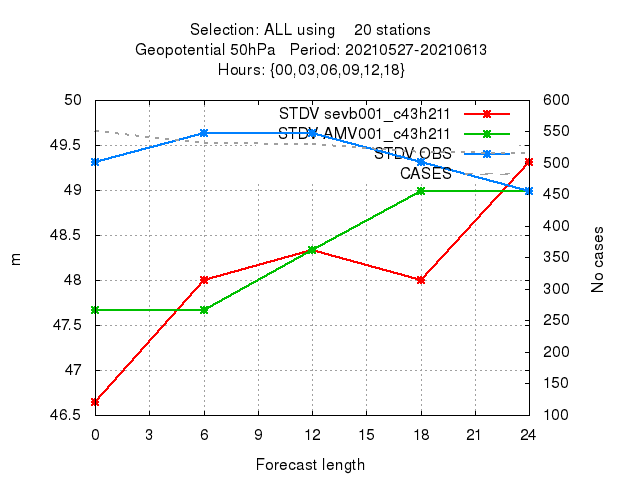 Selection: ALL using    20 stations
Geopotential 50hPa   Period: 20210527-20210613
Hours: {00,03,06,09,12,18}
STDV sevb001_c43h211
STDV AMV001_c43h211
STDV OBS
CASES
50
49.5
49
48.5
48
47.5
47
46.5
m
600
550
500
450
400
350
300
250
200
150
100
No cases
0 3 6 9 12 15 18 21 24
Forecast length